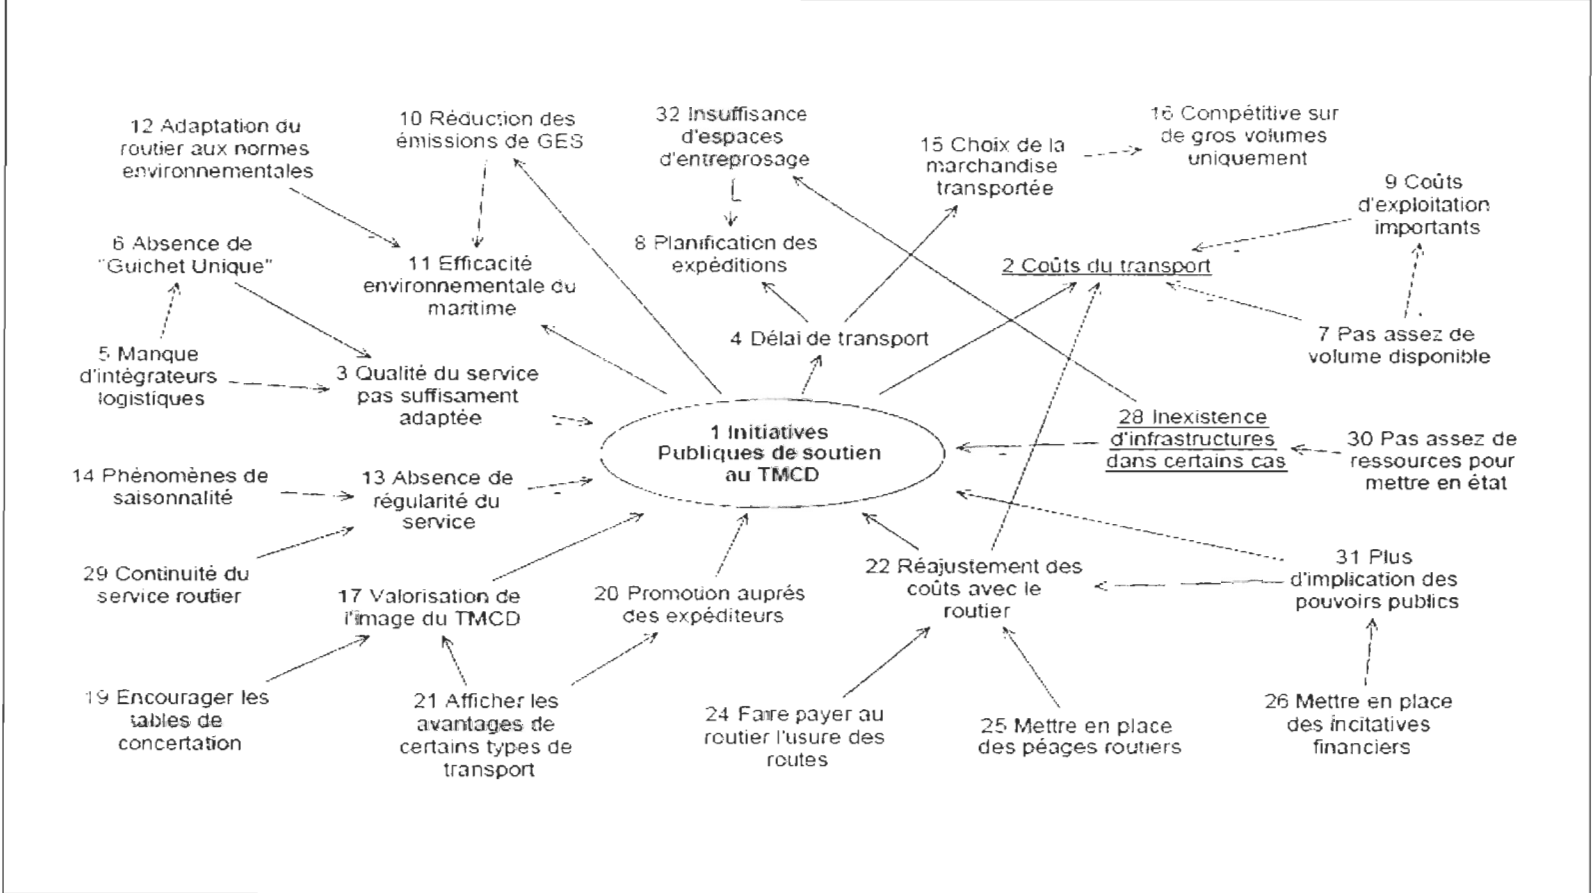 12 Adaptation du
routier aux normes
environnementales
10 Réduction des
émissions de GES
32 Insuffisance
d'espaces
d'entreprosage
15 Choix de la
marchandise
transportée
16 Compétitive sur
de gros volumes
uniquement
9 Coûts
d'exploitation
importants
6 Absence de
"Guichet Unique"
11 Efficacité
environnementale du
maritime
8 Planification des
expéditions
2 Coûts du transport
5 Manque
d'intégrateurs
logistiques
3 Qualité du service
pas suffisament
adaptée
4 Délai de transport
7 Pas assez de
volume disponible
1 Initiatives
Publiques de soutien
au TMCD
28 Inexistence
d'infrastructures
dans certains cas
30 Pas assez de
ressources pour
mettre en état
14 Phénomènes de
saisonnalité
13 Absence de
régularité du
service
29 Continuité du
service routier
17 Valorisation de
l'image du TMCD
20 Promotion auprés
des expéditeurs
22 Réajustement des
coûts avec le
routier
31 Plus
d'implication des
pouvoirs publics
19 Encourager les
tables de
concertation
21 Afficher les
avantages de
certains types de
transport
24 Faire payer au
routier l'usure des
routes
25 Mettre en place
des péages routiers
26 Mettre en place
des incitatives
financiers